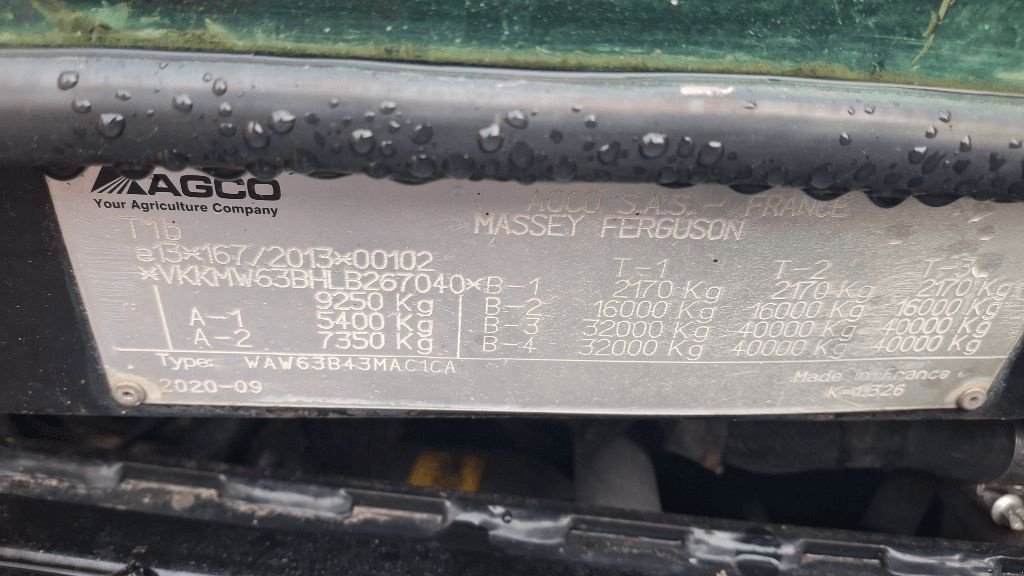 AGCO
Your Agriculture Company
AGCO S.A.S. - FRANCE
T1b
MASSEY FERGUSON
e13*167/2013*00102
*VKKMW63BHLB267040*
T-1 T-2 T-3
B-1 2170 Kg 2170 Kg 2170 Kg
9250 Kg B-2 16000 Kg 16000 Kg 16000 Kg
A-1 5400 Kg B-3 32000 Kg 40000 Kg 40000 Kg
A-2 7350 Kg B-4 32000 Kg 40000 Kg 40000 Kg
Type: WAW63B43MAC1CA
Made in France
2020-09